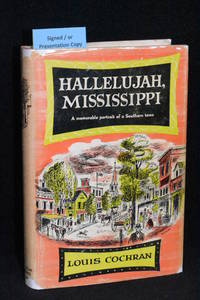 Signed / or
Presentation Copy
HALLELUJAH,
MISSISSIPPI
A memorable portrait of a Southern town
LOUIS COCHRAN